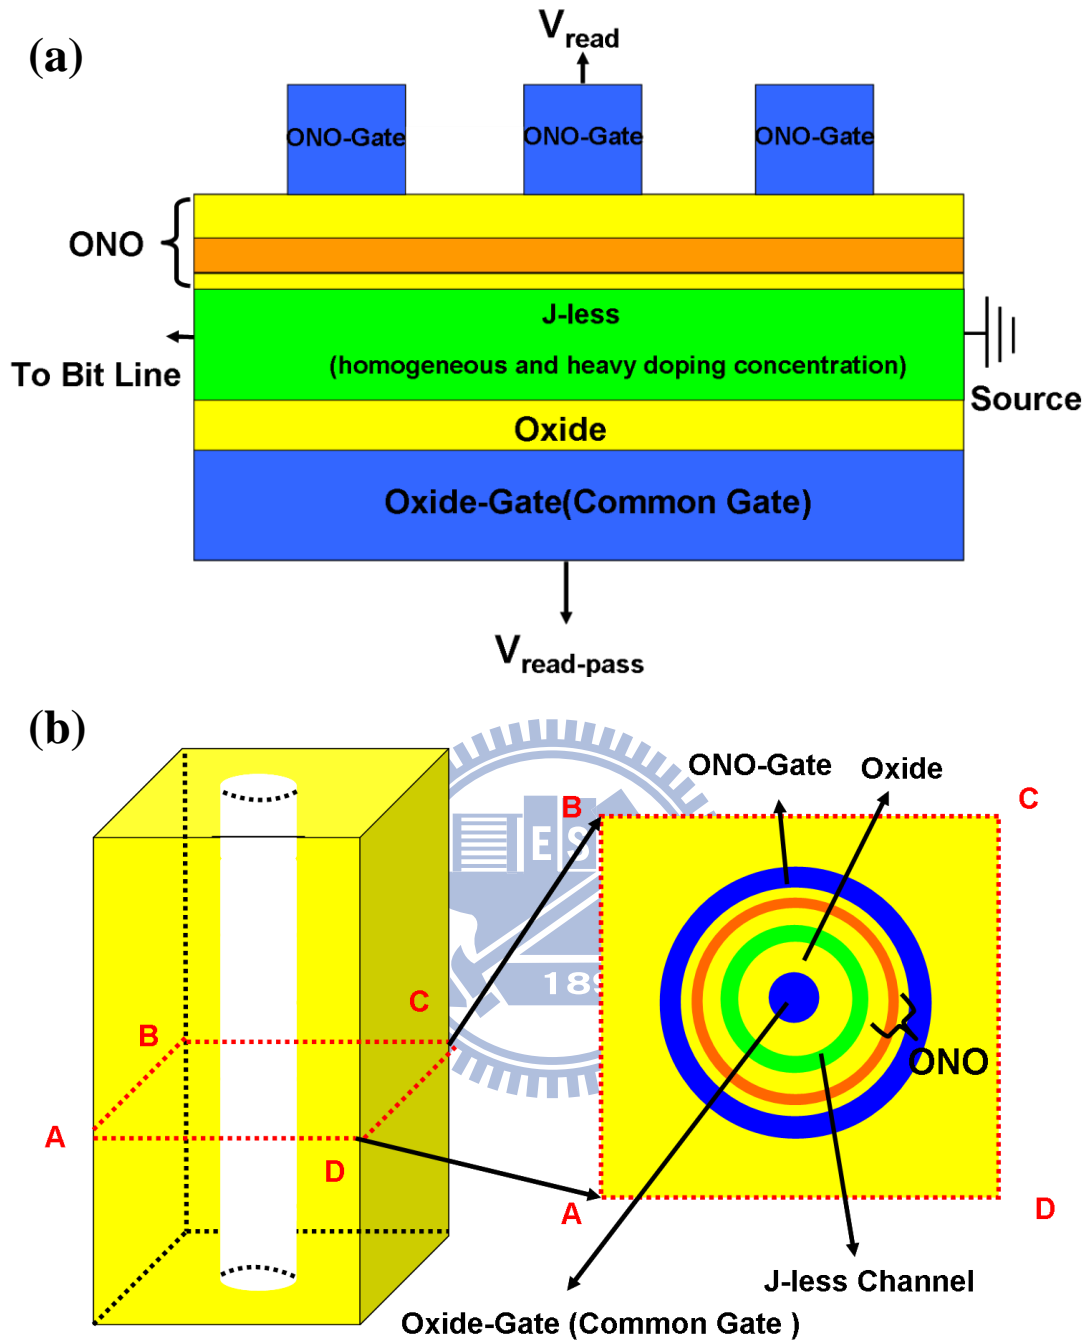 (a)
Vread
ONO-Gate ONO-Gate ONO-Gate
ONO
J-less
(homogeneous and heavy doping concentration)
To Bit Line
Source
Oxide
Oxide-Gate(Common Gate)
Vread-pass
(b)
ONO-Gate
Oxide
B
C
E S
189
C
B
ONO
A
D
A
D
J-less Channel
Oxide-Gate (Common Gate )